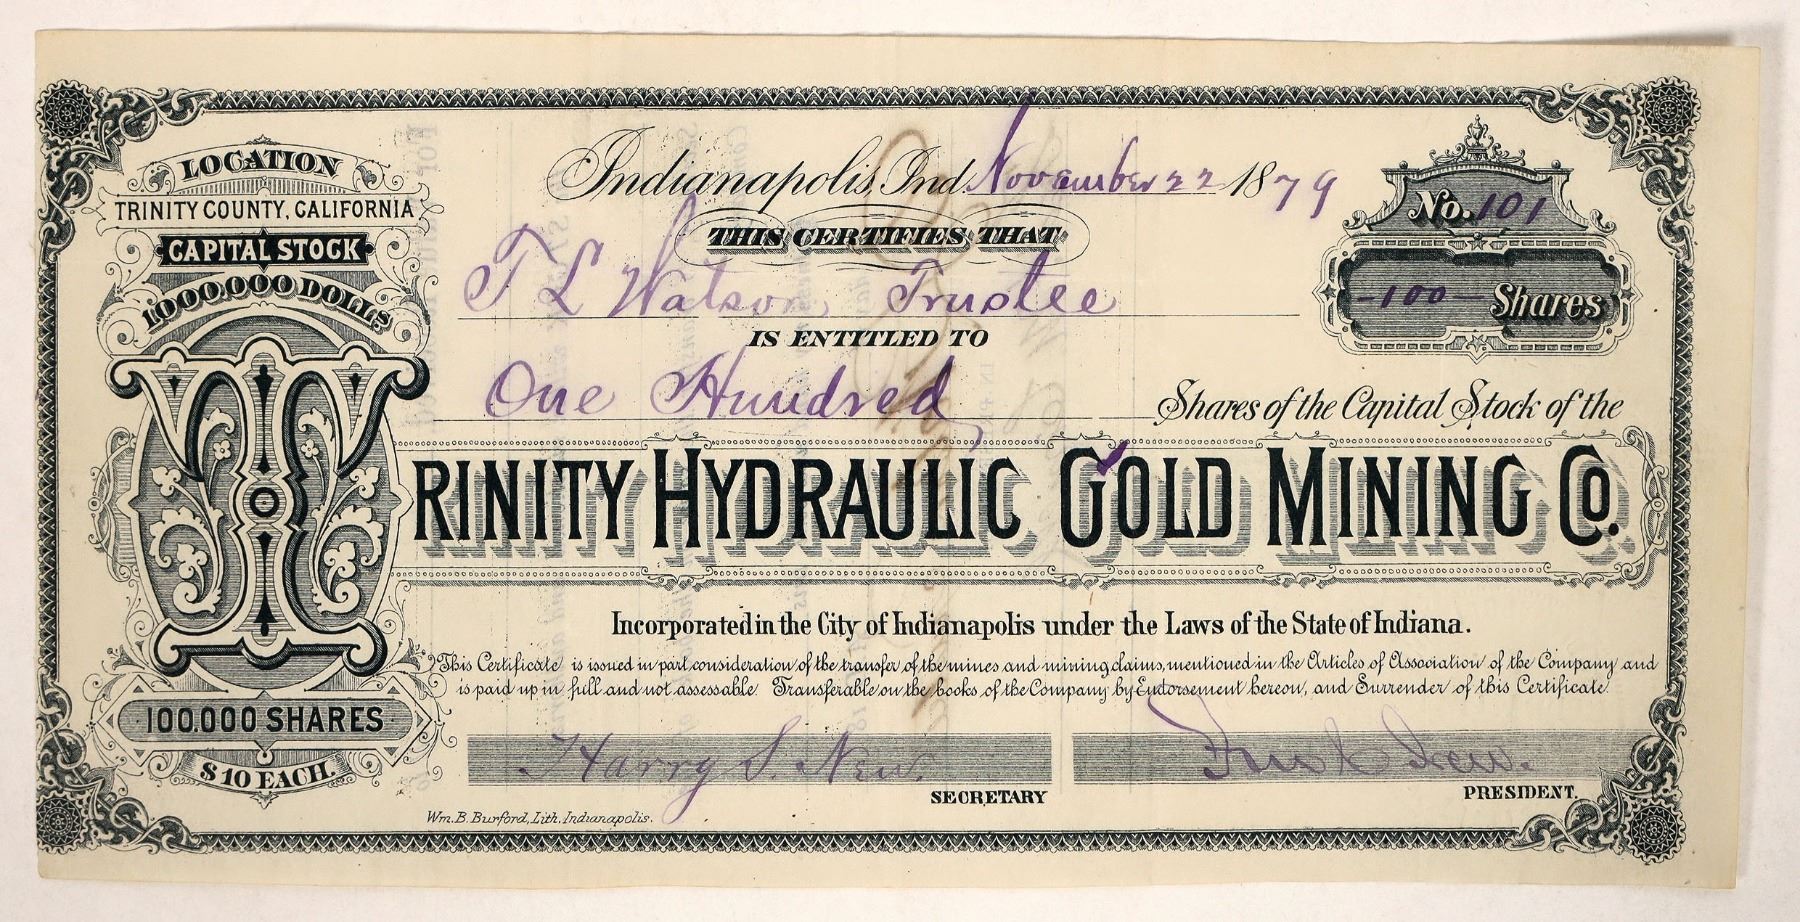 LOCATION
TRINITY COUNTY, CALIFORNIA
CAPITAL STOCK
1,000,000 DOLLS
100,000 SHARES
$10 EACH.
Indianapolis, Ind. November 22 1879
No. 101
100 Shares
THIS CERTIFIES THAT
T L Watson, Trustee
IS ENTITLED TO
One Hundred Shares of the Capital Stock of the
TRINITY HYDRAULIC GOLD MINING CO.
Incorporated in the City of Indianapolis under the Laws of the State of Indiana.
This Certificate is issued in part consideration of the transfer of the mines and mining claims, mentioned in the Articles of Association of the Company and
is paid up in full and not assessable. Transferable on the books of the Company by Endorsement hereon, and Surrender of this Certificate.
Harry S. New.
SECRETARY
PRESIDENT.
Wm. B. Burford, Lith. Indianapolis.